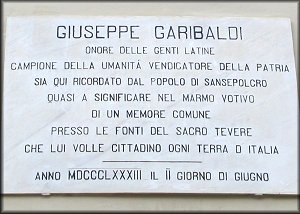 GIUSEPPE GARIBALDI
ONORE DELLE GENTI LATINE
CAMPIONE DELLA UMANITÀ VENDICATORE DELLA PATRIA
SIA QUI RICORDATO DAL POPOLO DI SANSEPOLCRO
QUASI A SIGNIFICARE NEL MARMO VOTIVO
DI UN MEMORE COMUNE
PRESSO LE FONTI DEL SACRO TEVERE
CHE LUI VOLLE CITTADINO OGNI TERRA D'ITALIA
ANNO MDCCCLXXXIII IL II GIORNO DI GIUGNO